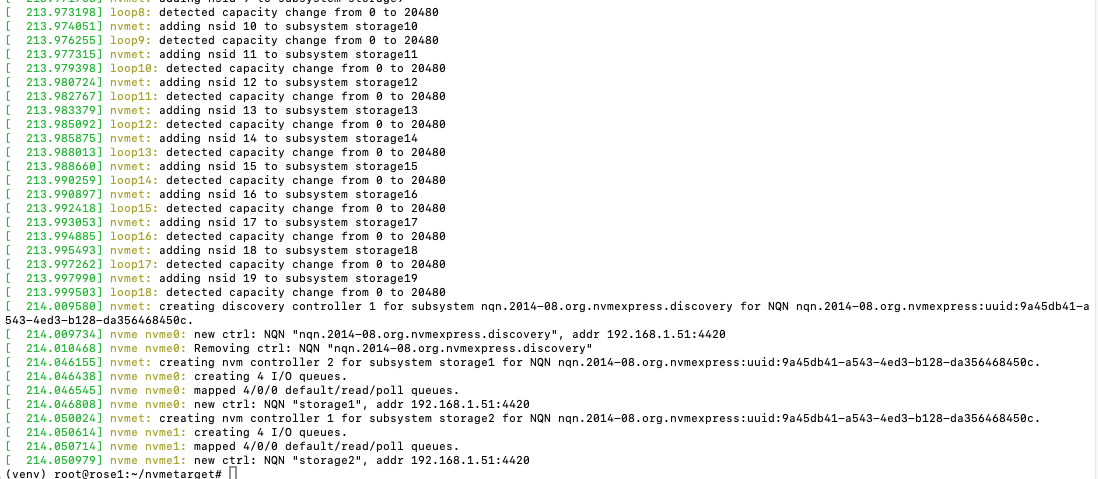 [  213.973198] loop8: detected capacity change from 0 to 20480
[  213.974051] nvmet: adding nsid 10 to subsystem storage10
[  213.976255] loop9: detected capacity change from 0 to 20480
[  213.977315] nvmet: adding nsid 11 to subsystem storage11
[  213.979398] loop10: detected capacity change from 0 to 20480
[  213.980724] nvmet: adding nsid 12 to subsystem storage12
[  213.982767] loop11: detected capacity change from 0 to 20480
[  213.983379] nvmet: adding nsid 13 to subsystem storage13
[  213.985092] loop12: detected capacity change from 0 to 20480
[  213.985875] nvmet: adding nsid 14 to subsystem storage14
[  213.988013] loop13: detected capacity change from 0 to 20480
[  213.988660] nvmet: adding nsid 15 to subsystem storage15
[  213.990259] loop14: detected capacity change from 0 to 20480
[  213.990897] nvmet: adding nsid 16 to subsystem storage16
[  213.992418] loop15: detected capacity change from 0 to 20480
[  213.993053] nvmet: adding nsid 17 to subsystem storage17
[  213.994885] loop16: detected capacity change from 0 to 20480
[  213.995493] nvmet: adding nsid 18 to subsystem storage18
[  213.997262] loop17: detected capacity change from 0 to 20480
[  213.997990] nvmet: adding nsid 19 to subsystem storage19
[  213.999503] loop18: detected capacity change from 0 to 20480
[  214.009580] nvmet: creating discovery controller 1 for subsystem nqn.2014-08.org.nvmexpress.discovery for NQN nqn.2014-08.org.nvmexpress:uuid:9a45db41-a
543-4ed3-b128-da356468450c.
[  214.009734] nvme nvme0: new ctrl: NQN "nqn.2014-08.org.nvmexpress.discovery", addr 192.168.1.51:4420
[  214.010468] nvme nvme0: Removing ctrl: NQN "nqn.2014-08.org.nvmexpress.discovery"
[  214.046155] nvmet: creating nvm controller 2 for subsystem storage1 for NQN nqn.2014-08.org.nvmexpress:uuid:9a45db41-a543-4ed3-b128-da356468450c.
[  214.046438] nvme nvme0: creating 4 I/O queues.
[  214.046545] nvme nvme0: mapped 4/0/0 default/read/poll queues.
[  214.046808] nvme nvme0: new ctrl: NQN "storage1", addr 192.168.1.51:4420
[  214.050024] nvmet: creating nvm controller 1 for subsystem storage2 for NQN nqn.2014-08.org.nvmexpress:uuid:9a45db41-a543-4ed3-b128-da356468450c.
[  214.050614] nvme nvme1: creating 4 I/O queues.
[  214.050714] nvme nvme1: mapped 4/0/0 default/read/poll queues.
[  214.050979] nvme nvme1: new ctrl: NQN "storage2", addr 192.168.1.51:4420
(venv) root@rose1:~/nvmetarget#